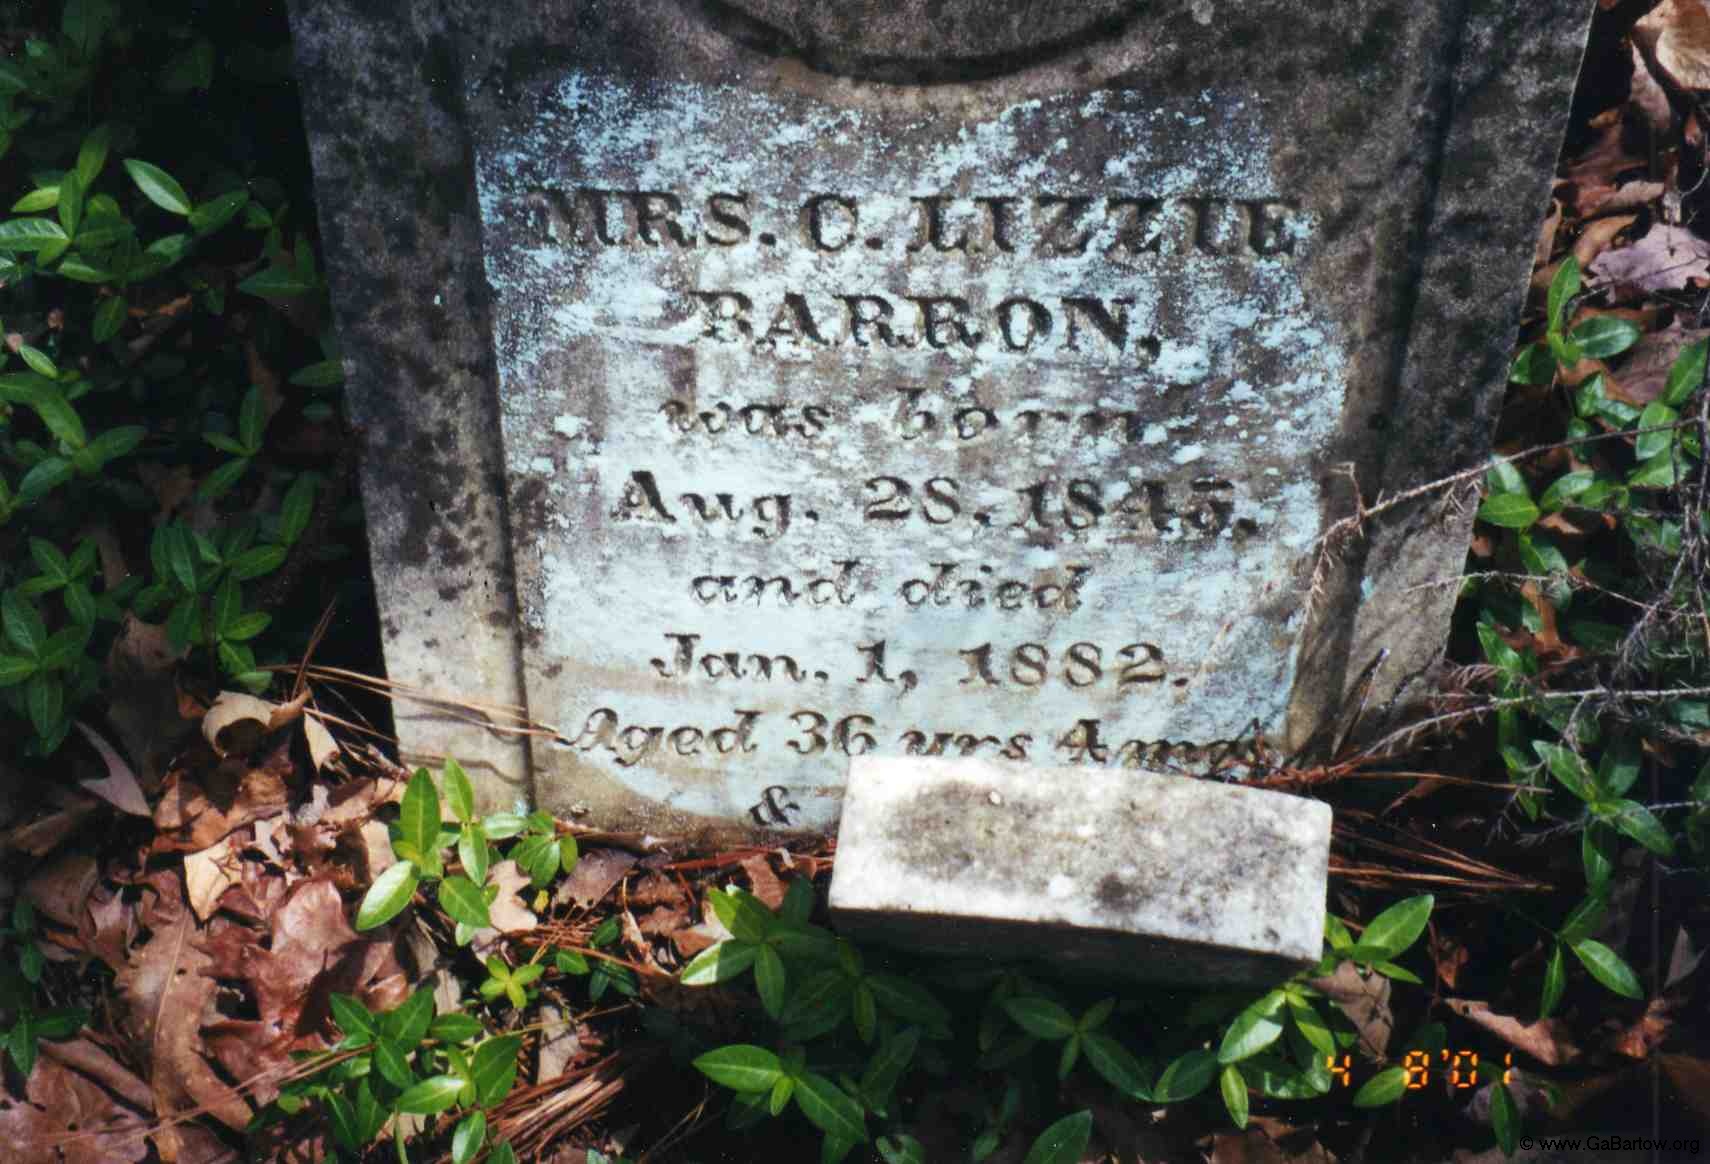 MRS. C. LIZZIE
BARRON,
was born
Aug. 28, 1845,
and died
Jan. 1, 1882.
Aged 36 yrs 4 mos
&
4 8'01
© www.GaBartow.org